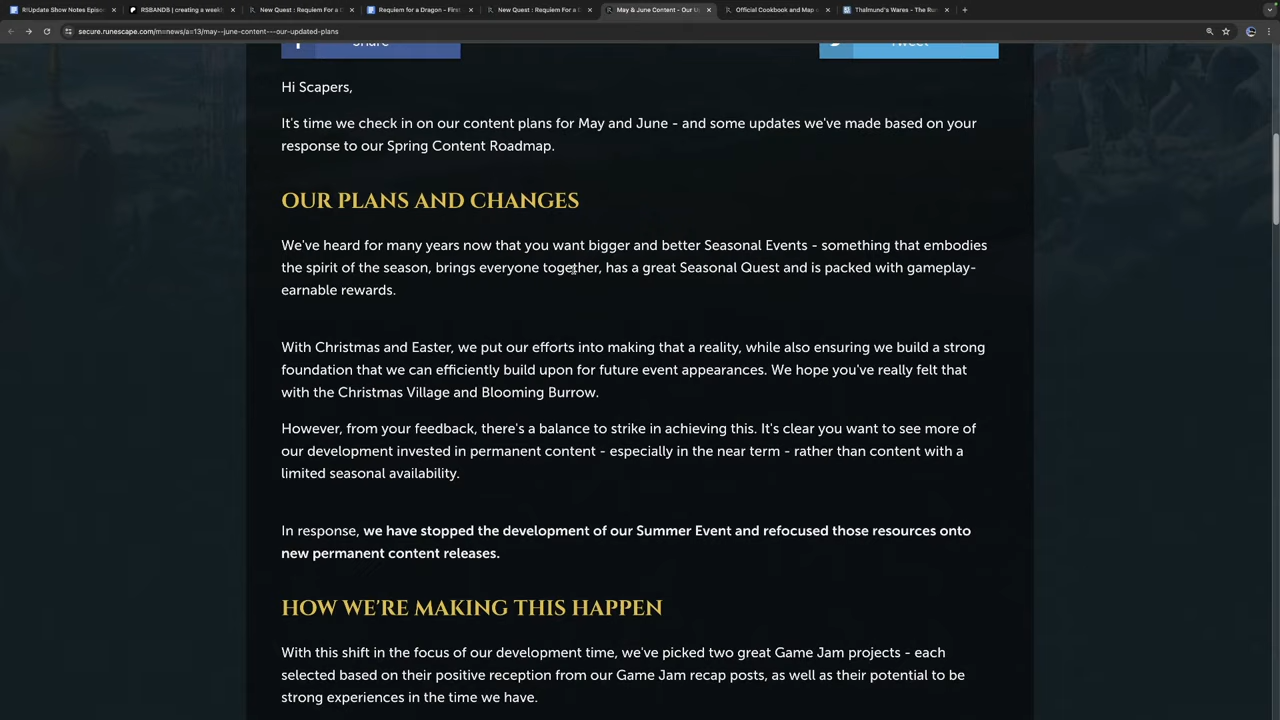 R!Update Show Notes Episod
RSBANDB | creating a weekl
New Quest : Requiem For a D
Requiem for a Dragon – First
New Quest : Requiem For a D
May & June Content - Our U
Official Cookbook and Map
Thalmund's Wares - The Ru
secure.runescape.com/m=news/a=13/may--june-content---our-updated-plans
Share
Tweet
Hi Scapers,
It's time we check in on our content plans for May and June - and some updates we've made based on your
response to our Spring Content Roadmap.
OUR PLANS AND CHANGES
We've heard for many years now that you want bigger and better Seasonal Events - something that embodies
the spirit of the season, brings everyone together, has a great Seasonal Quest and is packed with gameplay-
earnable rewards.
With Christmas and Easter, we put our efforts into making that a reality, while also ensuring we build a strong
foundation that we can efficiently build upon for future event appearances. We hope you've really felt that
with the Christmas Village and Blooming Burrow.
However, from your feedback, there's a balance to strike in achieving this. It's clear you want to see more of
our development invested in permanent content - especially in the near term - rather than content with a
limited seasonal availability.
In response, we have stopped the development of our Summer Event and refocused those resources onto
new permanent content releases.
HOW WE'RE MAKING THIS HAPPEN
With this shift in the focus of our development time, we've picked two great Game Jam projects - each
selected based on their positive reception from our Game Jam recap posts, as well as their potential to be
strong experiences in the time we have.